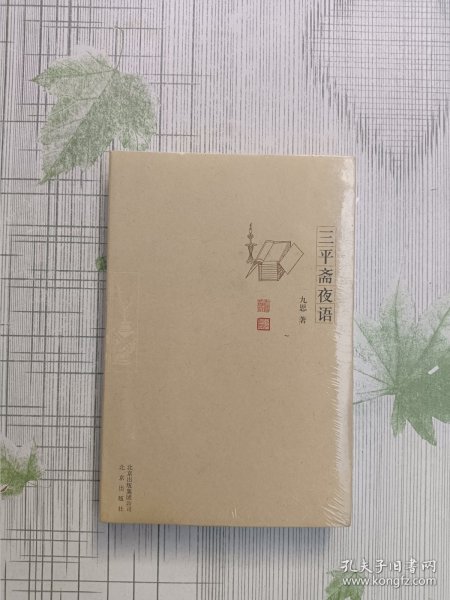 三平斋夜语
九思 著
北京出版集团公司
北京出版社
孔夫子旧书网
www.kongfz.com